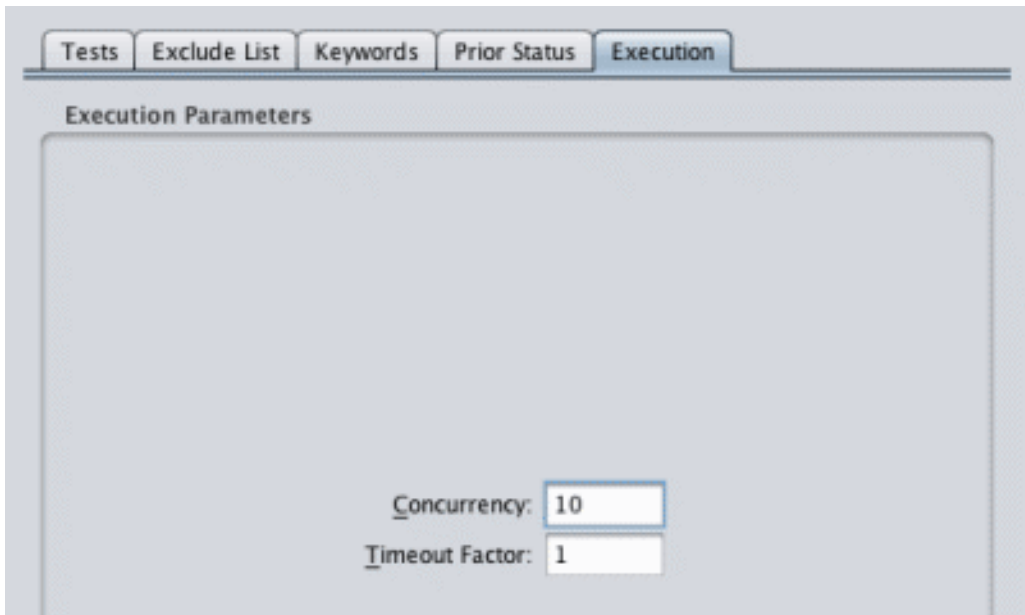 Tests Exclude List Keywords Prior Status Execution
Execution Parameters
Concurrency: 10
Timeout Factor: 1